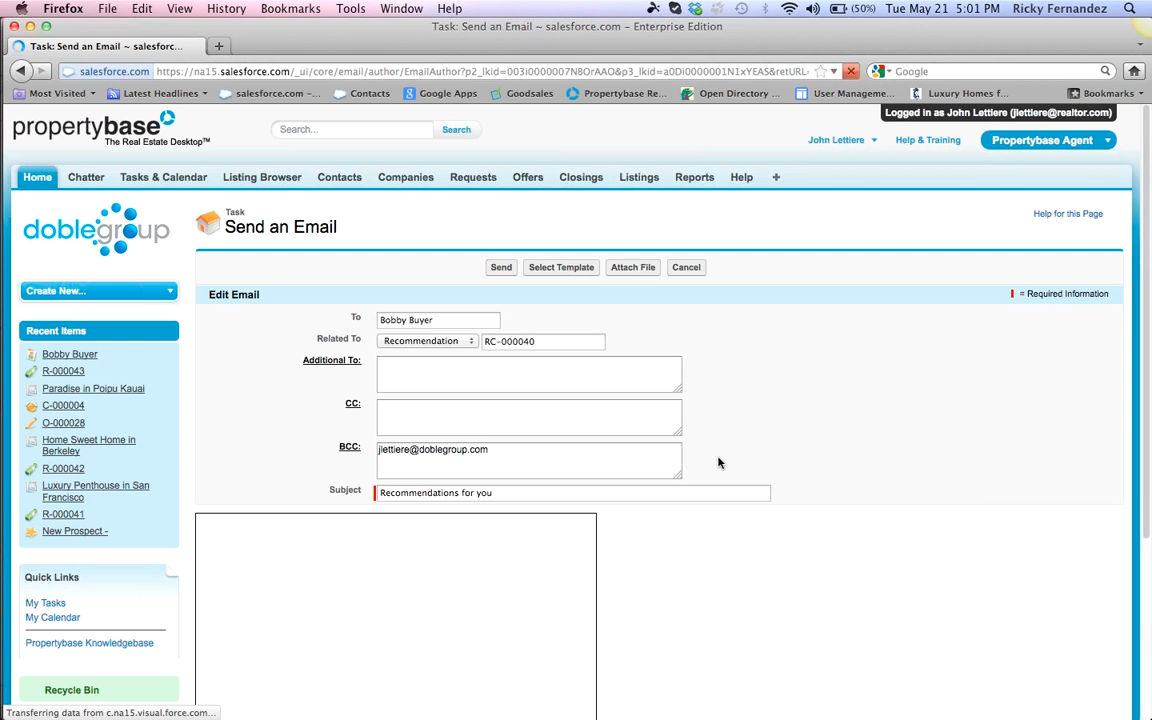 Firefox File Edit View History Bookmarks Tools Window Help (50%) Tue May 21 5:01 PM Ricky Fernandez
Task: Send an Email ~ salesforce.com - Enterprise Edition
Task: Send an Email ~ salesforc... +
salesforce.com https://na15.salesforce.com/_ui/core/email/author/EmailAuthor?p2_lkid=003i0000007NBOrAAO&p3_lkid=a0Di0000001N1xYEAS&retURL= Google
Most Visited Latest Headlines salesforce.com -... Contacts Google Apps Goodsales Propertybase Re... Open Directory ... User Manageme... Luxury Homes f... Bookmarks
Logged in as John Lettiere (jlettiere@realtor.com)
propertybase
The Real Estate Desktop™
Search... Search
John Lettiere Help & Training Propertybase Agent
Home Chatter Tasks & Calendar Listing Browser Contacts Companies Requests Offers Closings Listings Reports Help +
doblegroup
Task
Send an Email
Help for this Page
Send Select Template Attach File Cancel
Edit Email
= Required Information
To Bobby Buyer
Related To Recommendation RC-000040
Additional To:
CC:
BCC: jlettiere@doblegroup.com
Subject Recommendations for you
Create New...
Recent Items
Bobby Buyer
R-000043
Paradise in Poipu Kauai
C-000004
O-000028
Home Sweet Home in
Berkeley
R-000042
Luxury Penthouse in San
Francisco
R-000041
New Prospect -
Quick Links
My Tasks
My Calendar
Propertybase Knowledgebase
Recycle Bin
Transferring data from c.na15.visual.force.com...